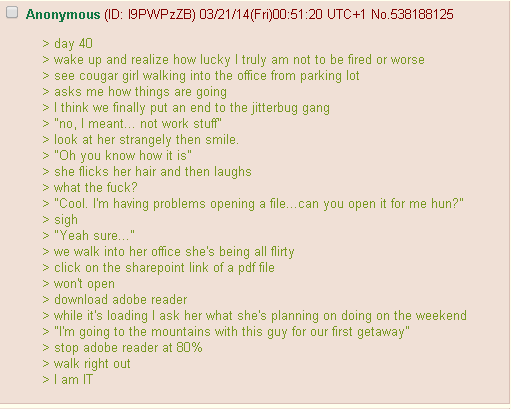 Anonymous (ID: I9PWPzZB) 03/21/14(Fri)00:51:20 UTC+1 No.538188125
> day 40
> wake up and realize how lucky I truly am not to be fired or worse
> see cougar girl walking into the office from parking lot
> asks me how things are going
> I think we finally put an end to the jitterbug gang
> "no, I meant... not work stuff"
> look at her strangely then smile.
> "Oh you know how it is"
> she flicks her hair and then laughs
> what the fuck?
> "Cool. I'm having problems opening a file...can you open it for me hun?"
> sigh
> "Yeah sure..."
> we walk into her office she's being all flirty
> click on the sharepoint link of a pdf file
> won't open
> download adobe reader
> while it's loading I ask her what she's planning on doing on the weekend
> "I'm going to the mountains with this guy for our first getaway"
> stop adobe reader at 80%
> walk right out
> I am IT